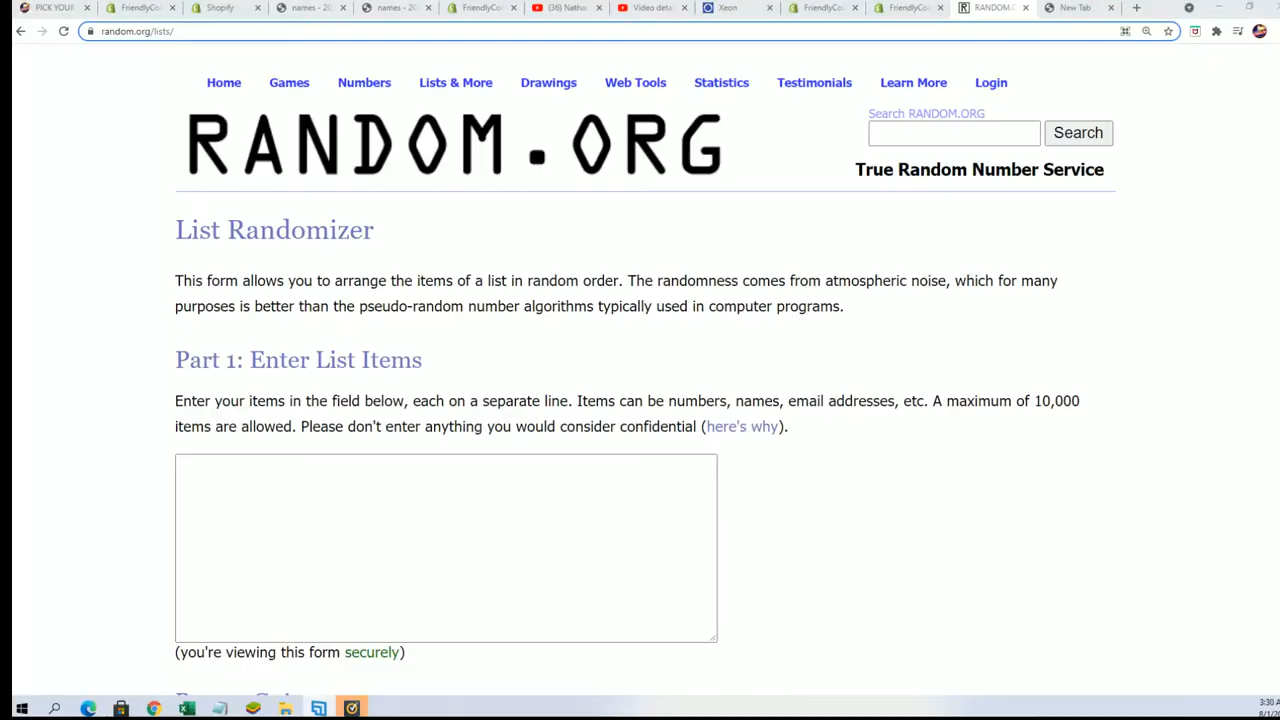 PICK YOUR
FriendlyCo
Shopify
names - 20
names - 20
FriendlyCo
(36) Natha
Video deta
Xeon
FriendlyCo
FriendlyCo
RANDOM.O
New Tab
random.org/lists/
Home Games Numbers Lists & More Drawings Web Tools Statistics Testimonials Learn More Login
RANDOM.ORG
Search RANDOM.ORG
Search
True Random Number Service
List Randomizer
This form allows you to arrange the items of a list in random order. The randomness comes from atmospheric noise, which for many
purposes is better than the pseudo-random number algorithms typically used in computer programs.
Part 1: Enter List Items
Enter your items in the field below, each on a separate line. Items can be numbers, names, email addresses, etc. A maximum of 10,000
items are allowed. Please don't enter anything you would consider confidential (here's why).
(you're viewing this form securely)
3:30 A
8/1/2